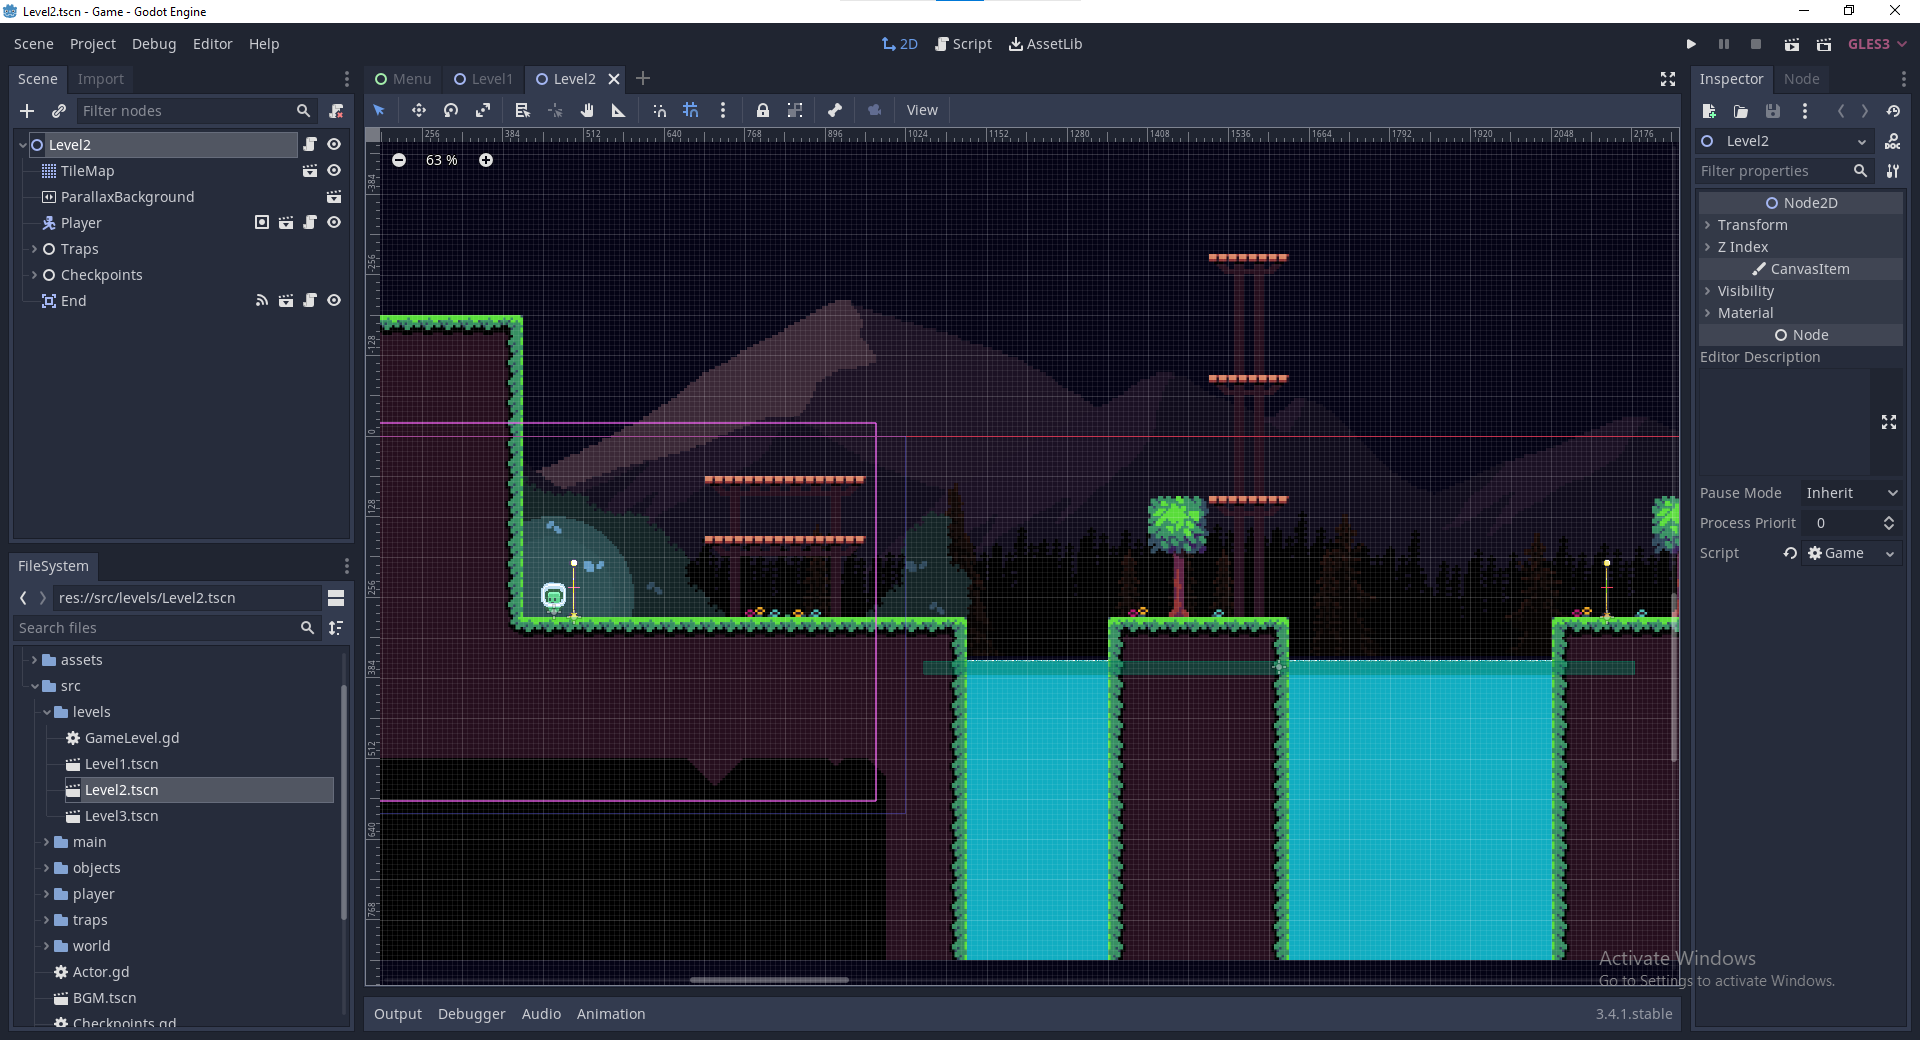 Level2.tscn - Game - Godot Engine
Scene Project Debug Editor Help
2D Script AssetLib
GLES3
Scene Import
Filter nodes
Level2
TileMap
ParallaxBackground
Player
Traps
Checkpoints
End
FileSystem
res://src/levels/Level2.tscn
Search files
assets
src
levels
GameLevel.gd
Level1.tscn
Level2.tscn
Level3.tscn
main
objects
player
traps
world
Actor.gd
BGM.tscn
Checkpoints.gd
Menu Level1 Level2
View
256 384 512 640 768 896 1024 1152 1280 1408 1536 1664 1792 1920 2048 2176
63 %
-384
-256
-128
0
128
256
384
512
640
768
Output Debugger Audio Animation
3.4.1.stable
Inspector Node
Level2
Filter properties
Node2D
Transform
Z Index
CanvasItem
Visibility
Material
Node
Editor Description
Pause Mode Inherit
Process Priorit 0
Script Game
Activate Windows
Go to Settings to activate Windows.